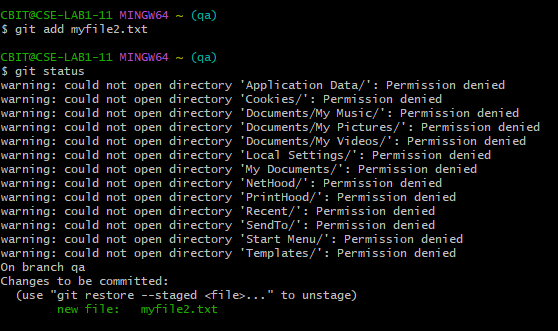 CBIT@CSE-LAB1-11 MINGW64 ~ (qa)
$ git add myfile2.txt
CBIT@CSE-LAB1-11 MINGW64 ~ (qa)
$ git status
warning: could not open directory 'Application Data/': Permission denied
warning: could not open directory 'Cookies/': Permission denied
warning: could not open directory 'Documents/My Music/': Permission denied
warning: could not open directory 'Documents/My Pictures/': Permission denied
warning: could not open directory 'Documents/My Videos/': Permission denied
warning: could not open directory 'Local Settings/': Permission denied
warning: could not open directory 'My Documents/': Permission denied
warning: could not open directory 'NetHood/': Permission denied
warning: could not open directory 'PrintHood/': Permission denied
warning: could not open directory 'Recent/': Permission denied
warning: could not open directory 'SendTo/': Permission denied
warning: could not open directory 'Start Menu/': Permission denied
warning: could not open directory 'Templates/': Permission denied
On branch qa
Changes to be committed:
  (use "git restore --staged <file>..." to unstage)
        new file:   myfile2.txt